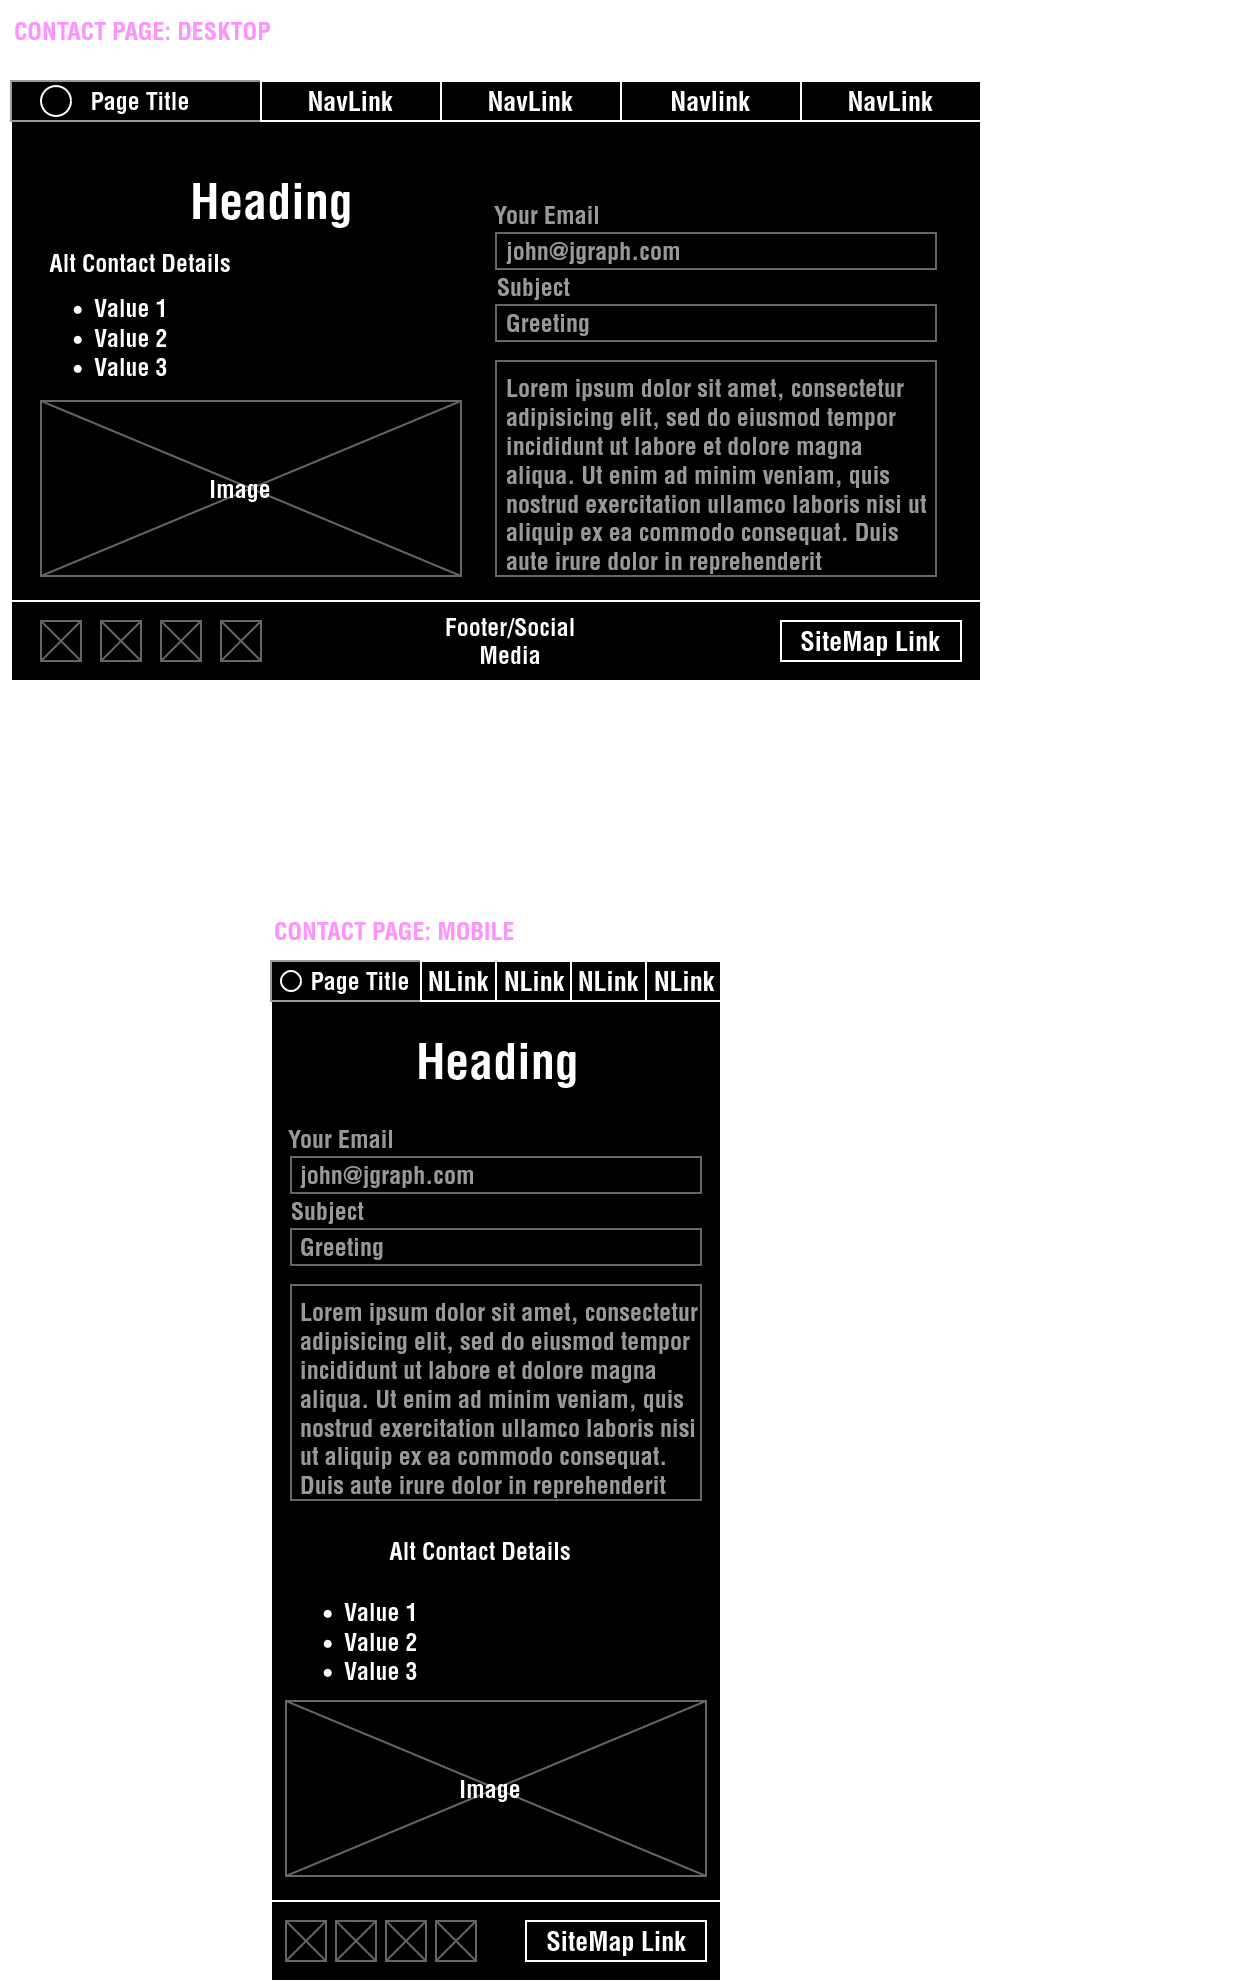 CONTACT PAGE: DESKTOP
Page Title
NavLink
NavLink
Navlink
NavLink
Heading
Alt Contact Details
• Value 1
• Value 2
• Value 3
Image
Your Email
john@jgraph.com
Subject
Greeting
Lorem ipsum dolor sit amet, consectetur
adipisicing elit, sed do eiusmod tempor
incididunt ut labore et dolore magna
aliqua. Ut enim ad minim veniam, quis
nostrud exercitation ullamco laboris nisi ut
aliquip ex ea commodo consequat. Duis
aute irure dolor in reprehenderit
Footer/Social
Media
SiteMap Link
CONTACT PAGE: MOBILE
Page Title
NLink
NLink
NLink
NLink
Heading
Your Email
john@jgraph.com
Subject
Greeting
Lorem ipsum dolor sit amet, consectetur
adipisicing elit, sed do eiusmod tempor
incididunt ut labore et dolore magna
aliqua. Ut enim ad minim veniam, quis
nostrud exercitation ullamco laboris nisi
ut aliquip ex ea commodo consequat.
Duis aute irure dolor in reprehenderit
Alt Contact Details
• Value 1
• Value 2
• Value 3
Image
SiteMap Link